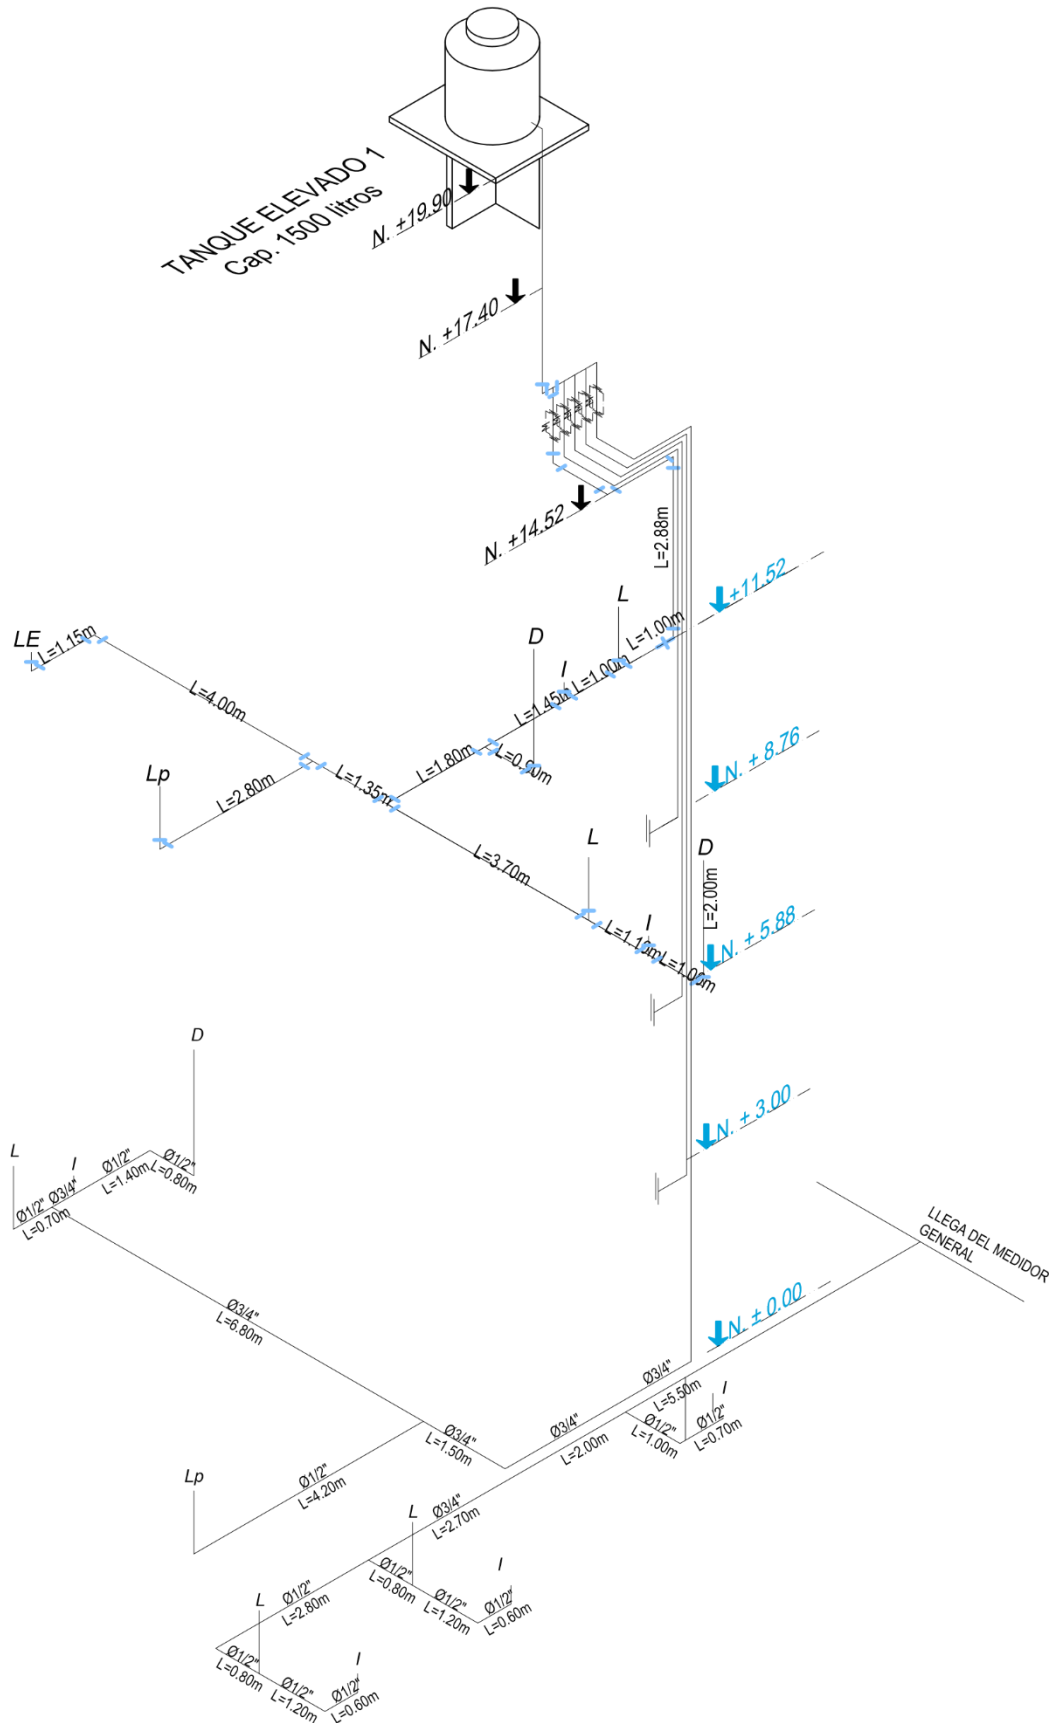 TANQUE ELEVADO 1
Cap. 1500 litros
N. +19.90
N. +17.40
N. +14.52
L=2.88m
+11.52
L
L=1.00m
D
I
L=1.00m
LE
L=1.15m
L=4.00m
L=1.45m
L=1.80m
L=0.90m
N. + 8.76
Lp
L=2.80m
L=1.35m
L=3.70m
L
D
L=2.00m
I
L=1.10m
L=1.00m
N. + 5.88
D
N. + 3.00
L
I
Ø1/2"
L=1.40m
Ø1/2"
L=0.80m
Ø1/2"
Ø3/4"
L=0.70m
LLEGA DEL MEDIDOR
GENERAL
Ø3/4"
L=6.80m
N. ± 0.00
Ø3/4"
L=5.50m
I
Ø1/2"
L=0.70m
Ø1/2"
L=1.00m
Ø3/4"
L=2.00m
Ø3/4"
L=1.50m
Lp
Ø1/2"
L=4.20m
L
Ø3/4"
L=2.70m
I
Ø1/2"
L=0.80m
Ø1/2"
L=1.20m
Ø1/2"
L=0.60m
L
Ø1/2"
L=2.80m
I
Ø1/2"
L=0.80m
Ø1/2"
L=1.20m
Ø1/2"
L=0.60m